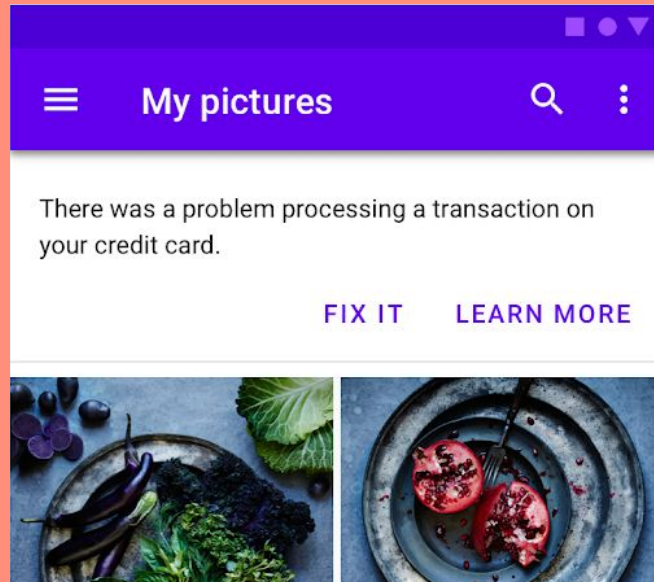 My pictures
There was a problem processing a transaction on
your credit card.
FIX IT LEARN MORE